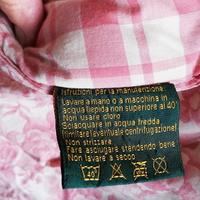 Istruzioni per la manutenzione:
Lavare a mano o a macchina in
acqua tiepida non superiore al 40°
Non usare cloro
Sciacquare in acqua fredda
(limitare l'eventuale centrifugazione)
Non strizzare
Fare asciugare stendendo bene
Non lavare a secco
40°